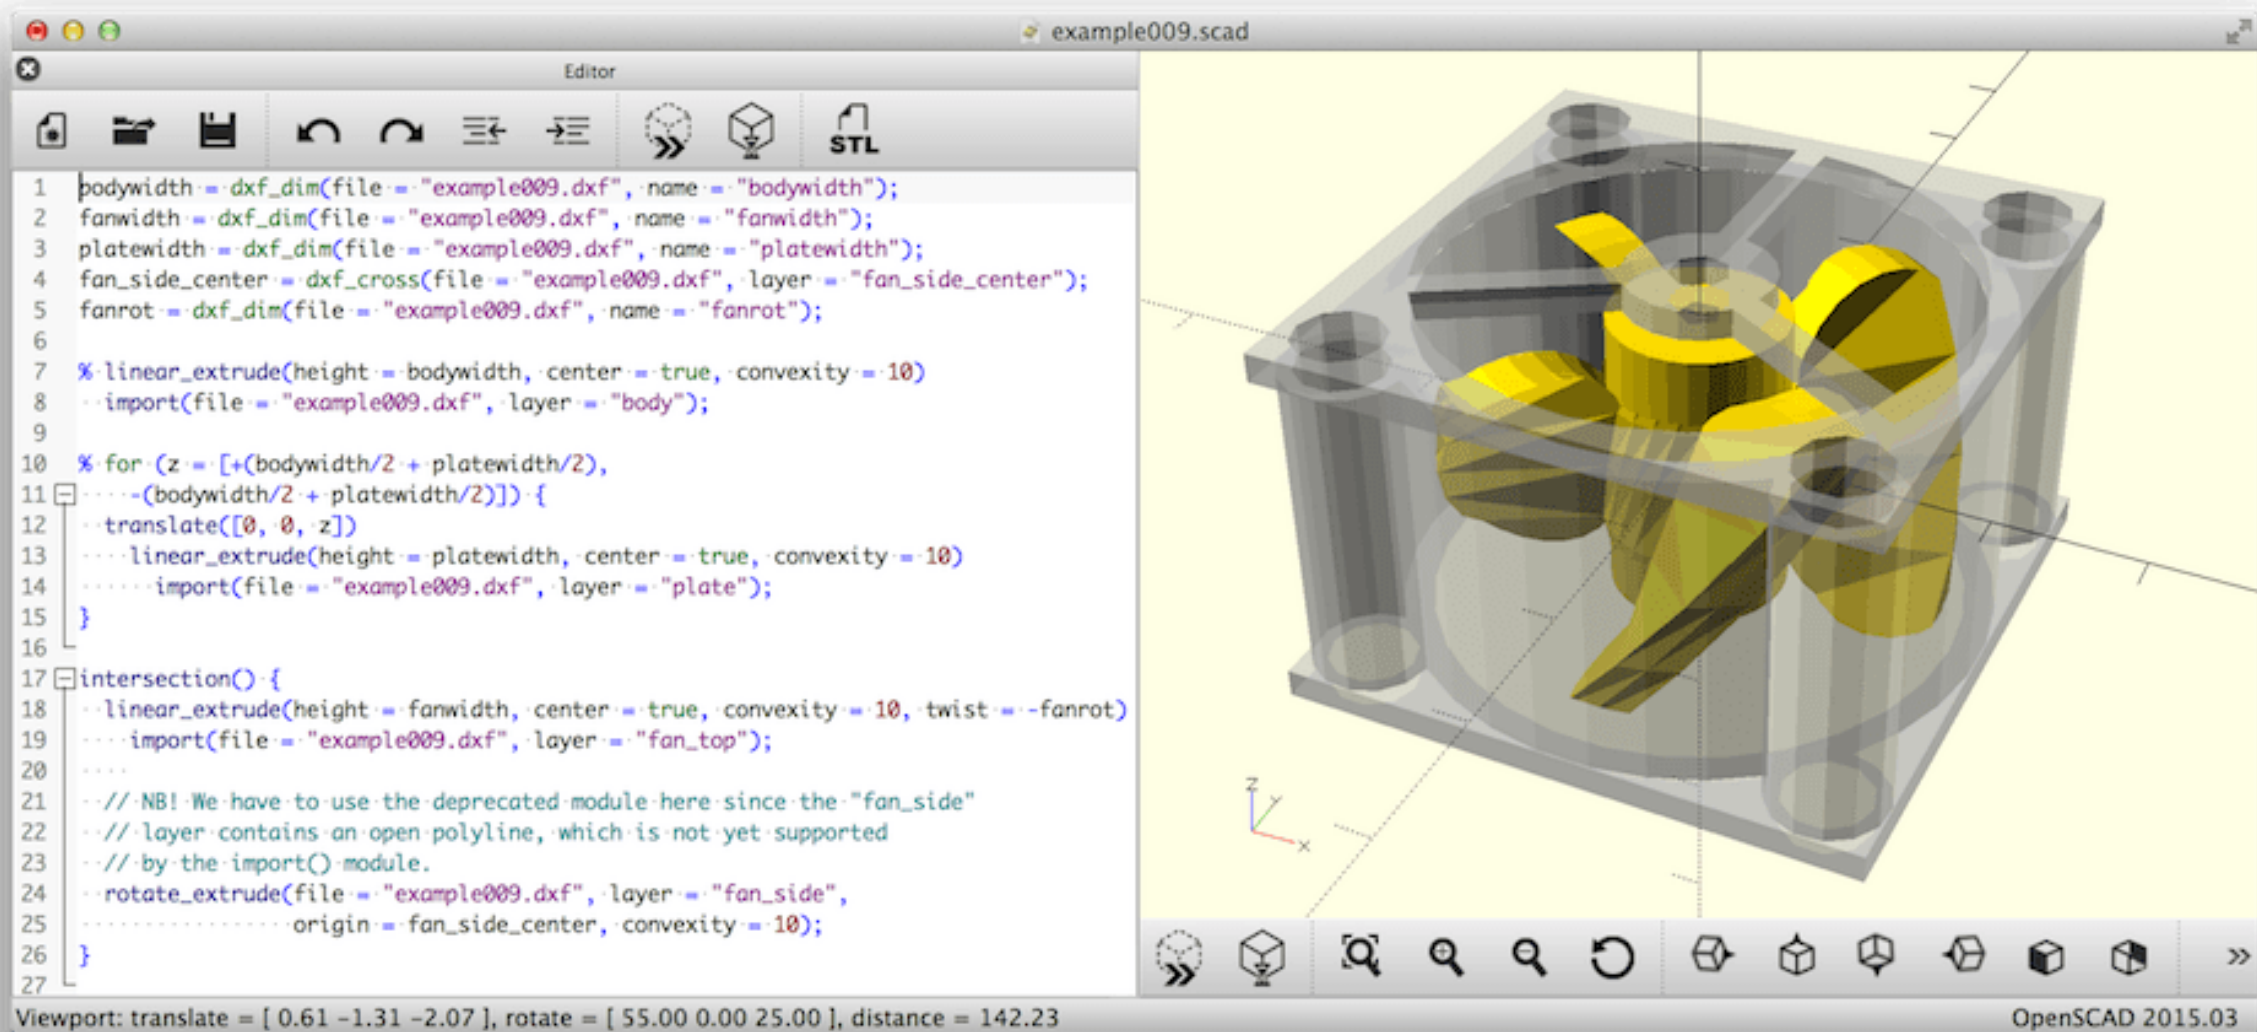 example009.scad
Editor
STL
1 bodywidth = dxf_dim(file = "example009.dxf", name = "bodywidth");
2 fanwidth = dxf_dim(file = "example009.dxf", name = "fanwidth");
3 platewidth = dxf_dim(file = "example009.dxf", name = "platewidth");
4 fan_side_center = dxf_cross(file = "example009.dxf", layer = "fan_side_center");
5 fanrot = dxf_dim(file = "example009.dxf", name = "fanrot");
6
7 % linear_extrude(height = bodywidth, center = true, convexity = 10)
8   import(file = "example009.dxf", layer = "body");
9
10 % for (z = [+(bodywidth/2 + platewidth/2),
11     -(bodywidth/2 + platewidth/2)]) {
12   translate([0, 0, z])
13     linear_extrude(height = platewidth, center = true, convexity = 10)
14       import(file = "example009.dxf", layer = "plate");
15 }
16
17 intersection() {
18   linear_extrude(height = fanwidth, center = true, convexity = 10, twist = -fanrot)
19     import(file = "example009.dxf", layer = "fan_top");
20
21   // NB! We have to use the deprecated module here since the "fan_side"
22   // layer contains an open polyline, which is not yet supported
23   // by the import() module.
24   rotate_extrude(file = "example009.dxf", layer = "fan_side",
25                  origin = fan_side_center, convexity = 10);
26 }
27
Z
Y
X
Viewport: translate = [ 0.61 -1.31 -2.07 ], rotate = [ 55.00 0.00 25.00 ], distance = 142.23
OpenSCAD 2015.03